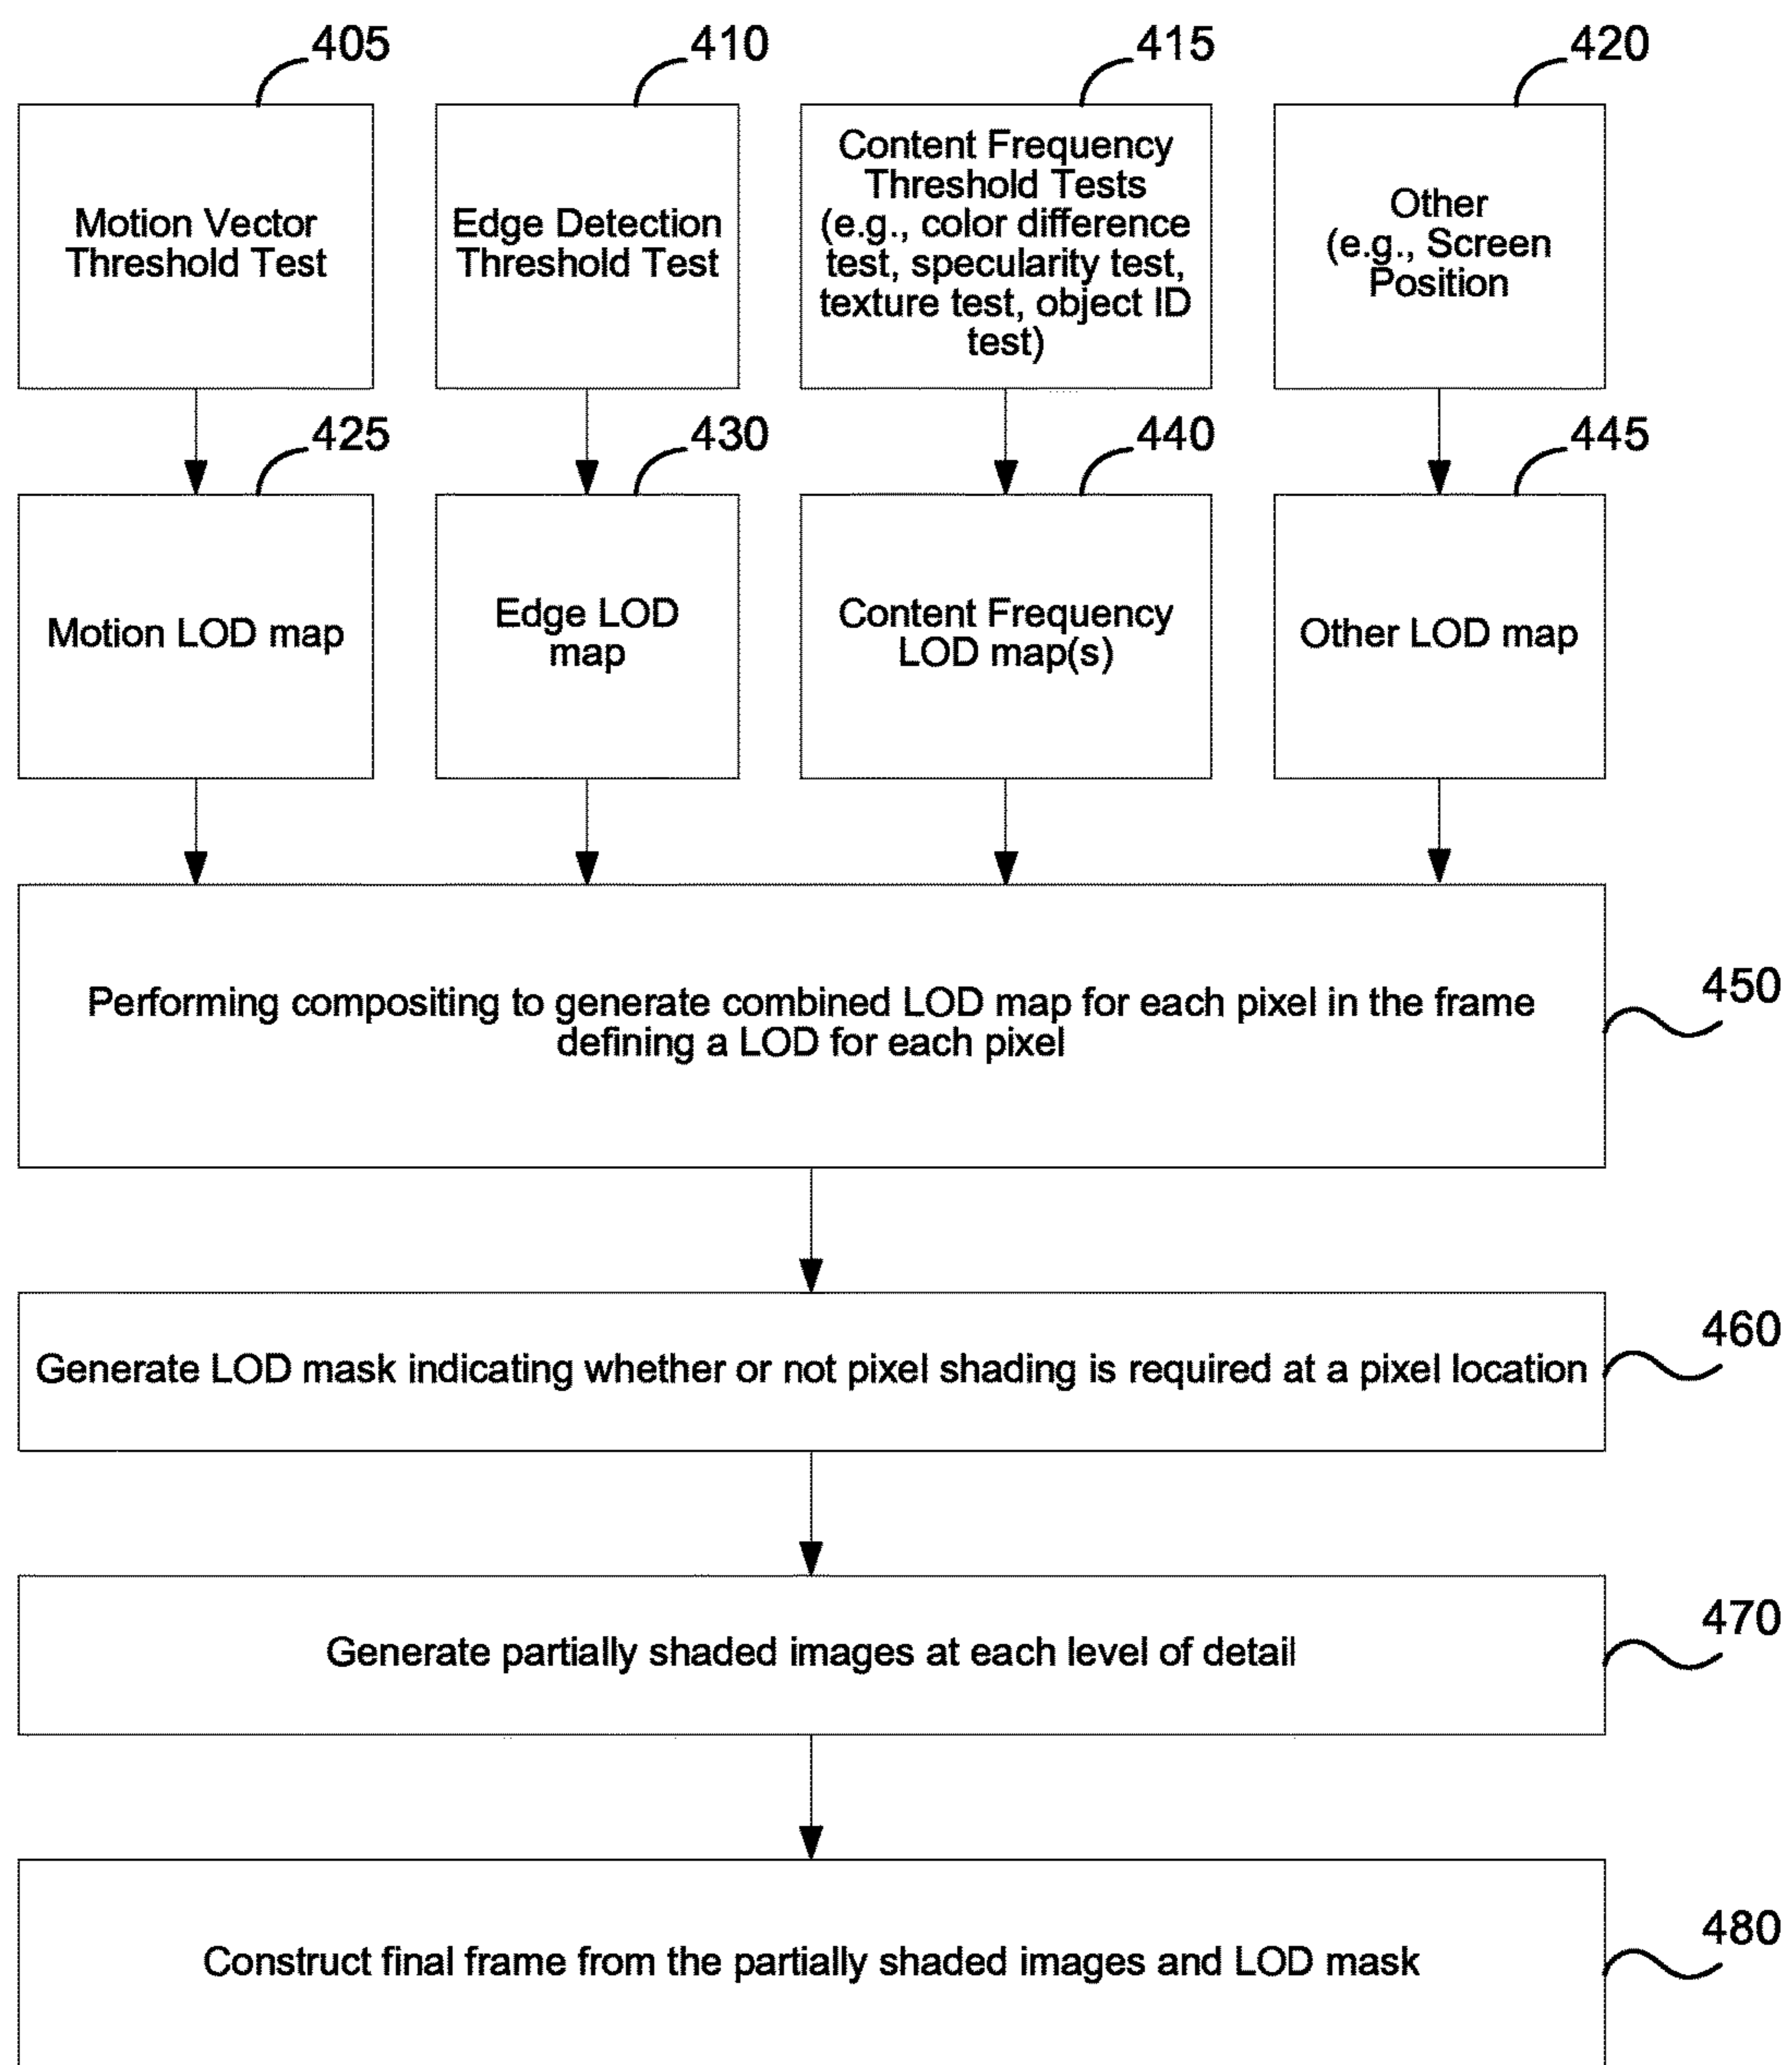 405
410
415
420
Motion Vector
Threshold Test
Edge Detection
Threshold Test
Content Frequency
Threshold Tests
(e.g., color difference
test, specularity test,
texture test, object ID
test)
Other
(e.g., Screen
Position
425
430
440
445
Motion LOD map
Edge LOD
map
Content Frequency
LOD map(s)
Other LOD map
Performing compositing to generate combined LOD map for each pixel in the frame
defining a LOD for each pixel
450
Generate LOD mask indicating whether or not pixel shading is required at a pixel location
460
Generate partially shaded images at each level of detail
470
Construct final frame from the partially shaded images and LOD mask
480